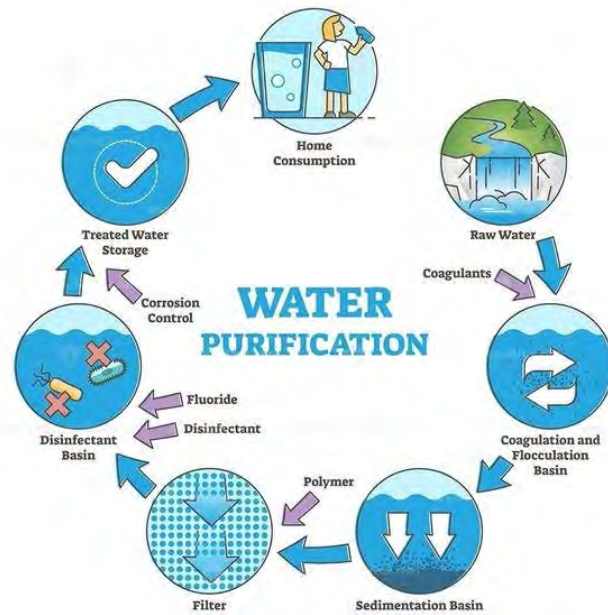 Home
Consumption
Raw Water
Treated Water
Storage
Coagulants
Corrosion
Control
WATER
PURIFICATION
Fluoride
Disinfectant
Disinfectant
Basin
Coagulation and
Flocculation
Basin
Polymer
Filter
Sedimentation Basin